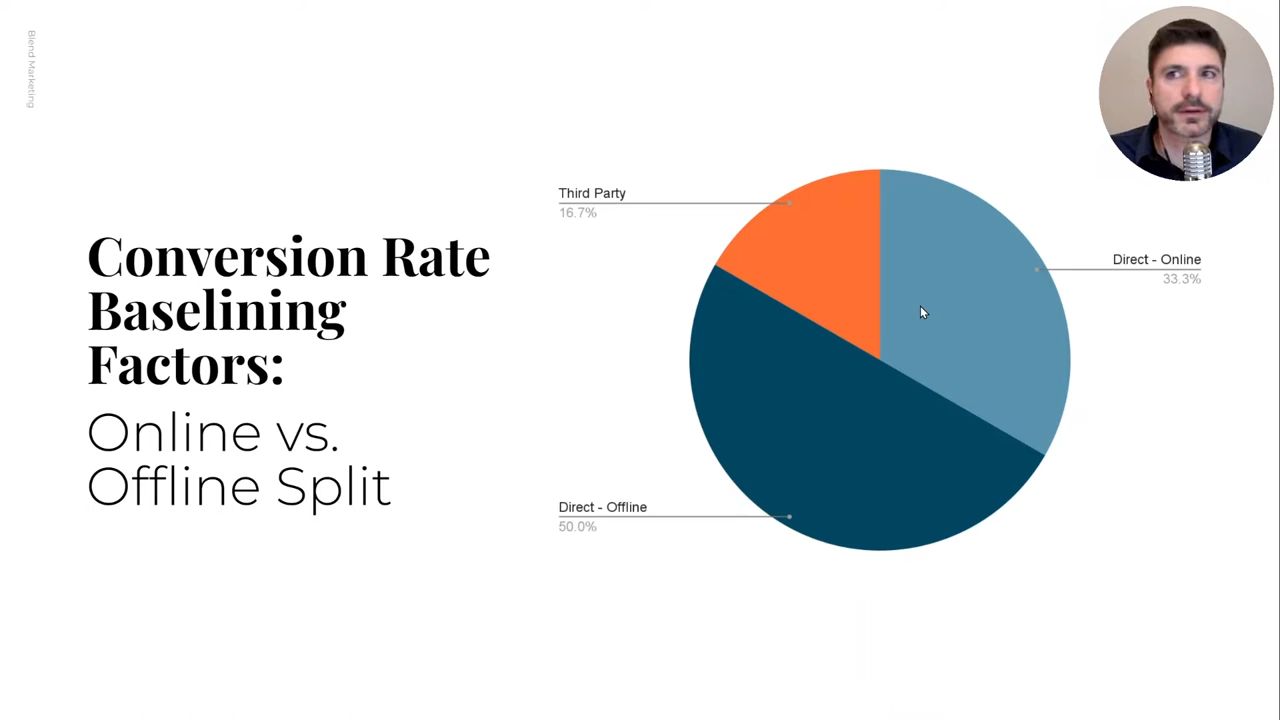 Blend Marketing
Conversion Rate
Baselining
Factors:
Online vs.
Offline Split
Third Party
16.7%
Direct - Online
33.3%
Direct - Offline
50.0%